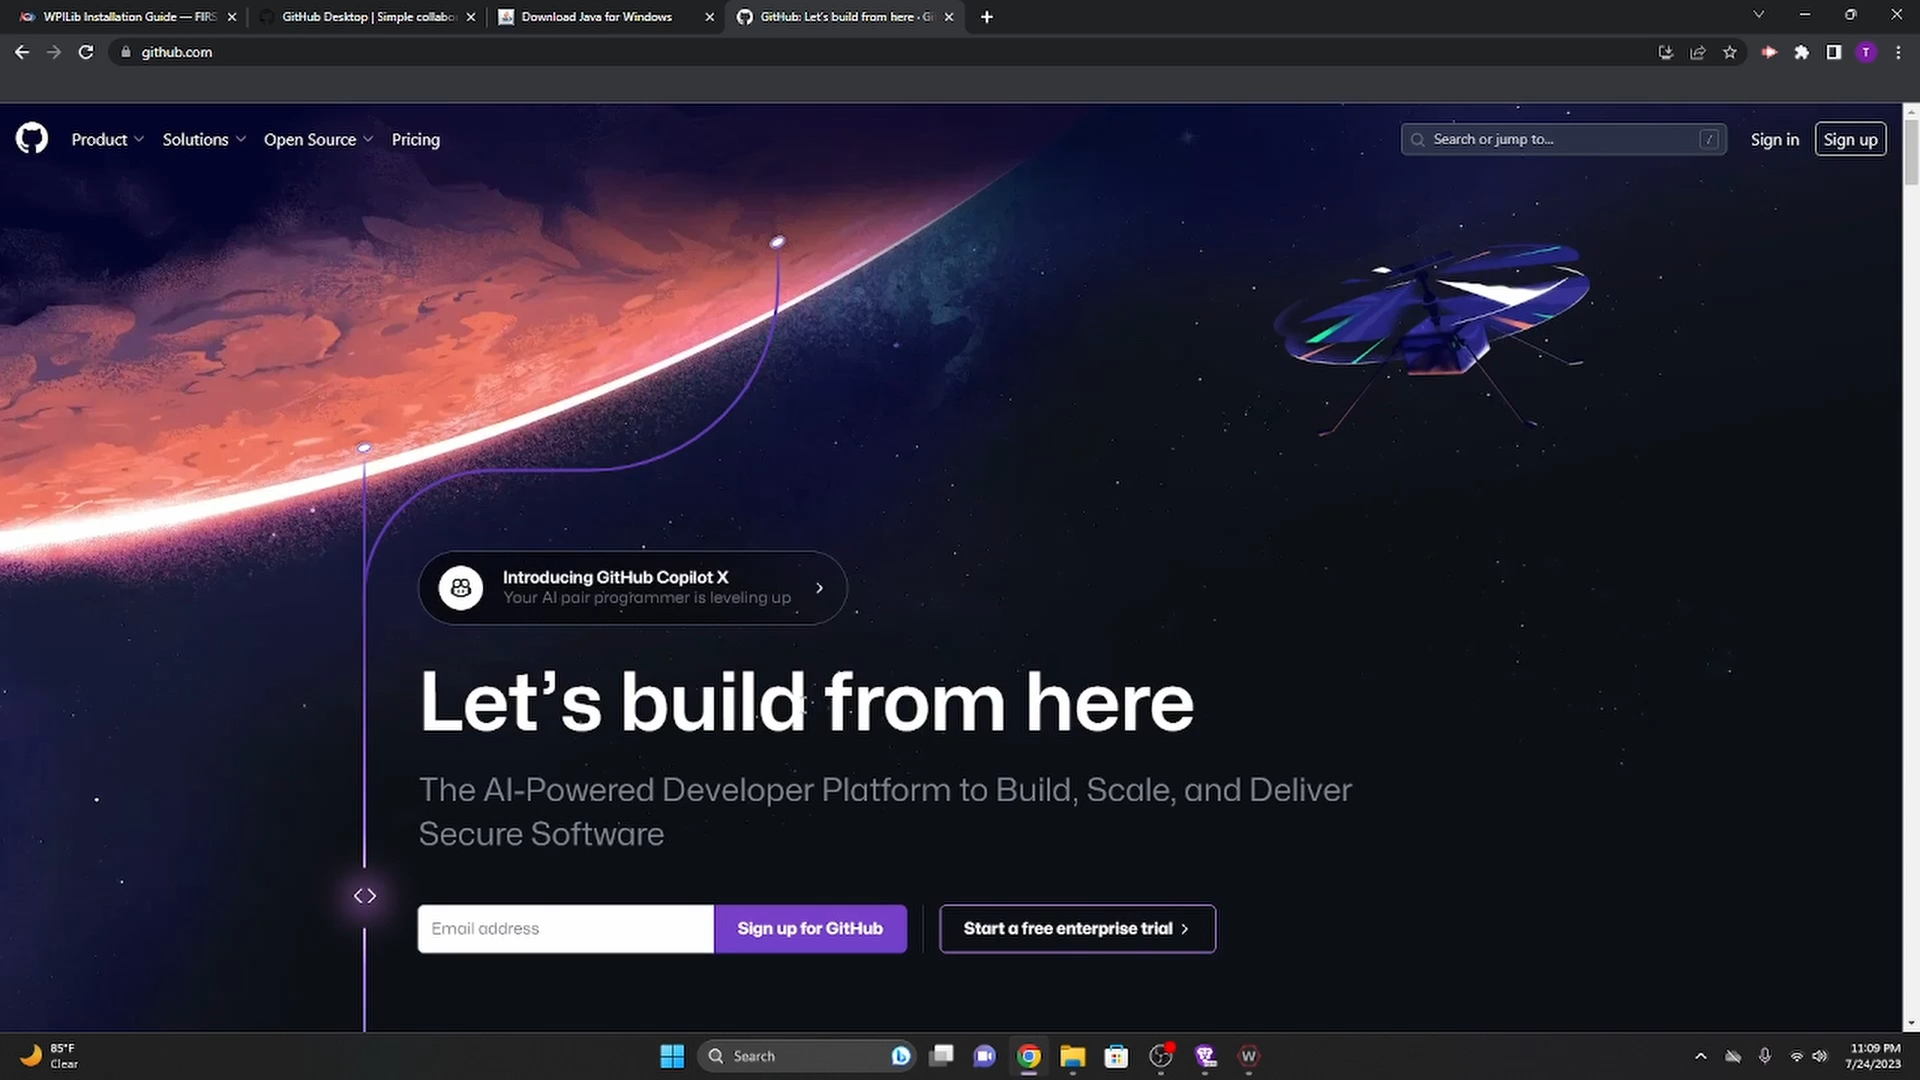 WPILib Installation Guide — FIRS
GitHub Desktop | Simple collabo
Download Java for Windows
GitHub: Let's build from here · Gi
github.com
T
Product
Solutions
Open Source
Pricing
Search or jump to...
/
Sign in
Sign up
Introducing GitHub Copilot X
Your AI pair programmer is leveling up
Let's build from here
The AI-Powered Developer Platform to Build, Scale, and Deliver
Secure Software
Email address
Sign up for GitHub
Start a free enterprise trial
85°F
Clear
Search
W
11:09 PM
7/24/2023